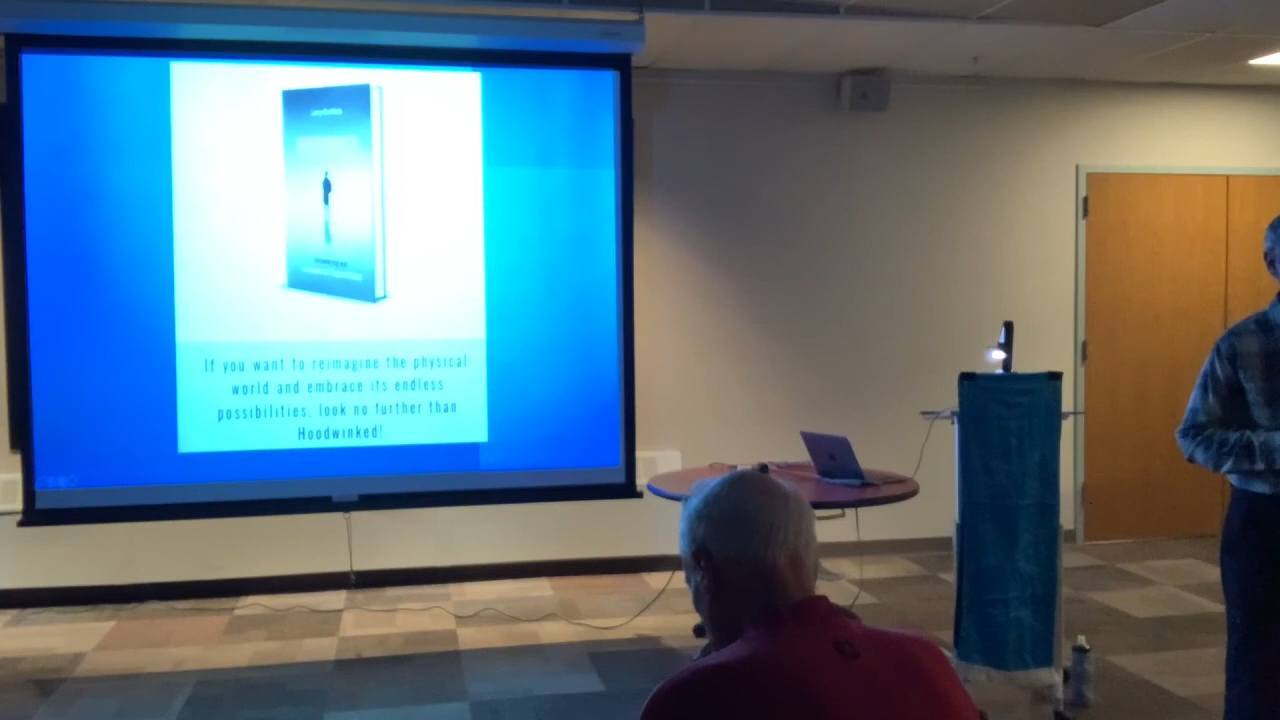 If you want to reimagine the physical
world and embrace its endless
possibilities, look no further than
Hoodwinked!